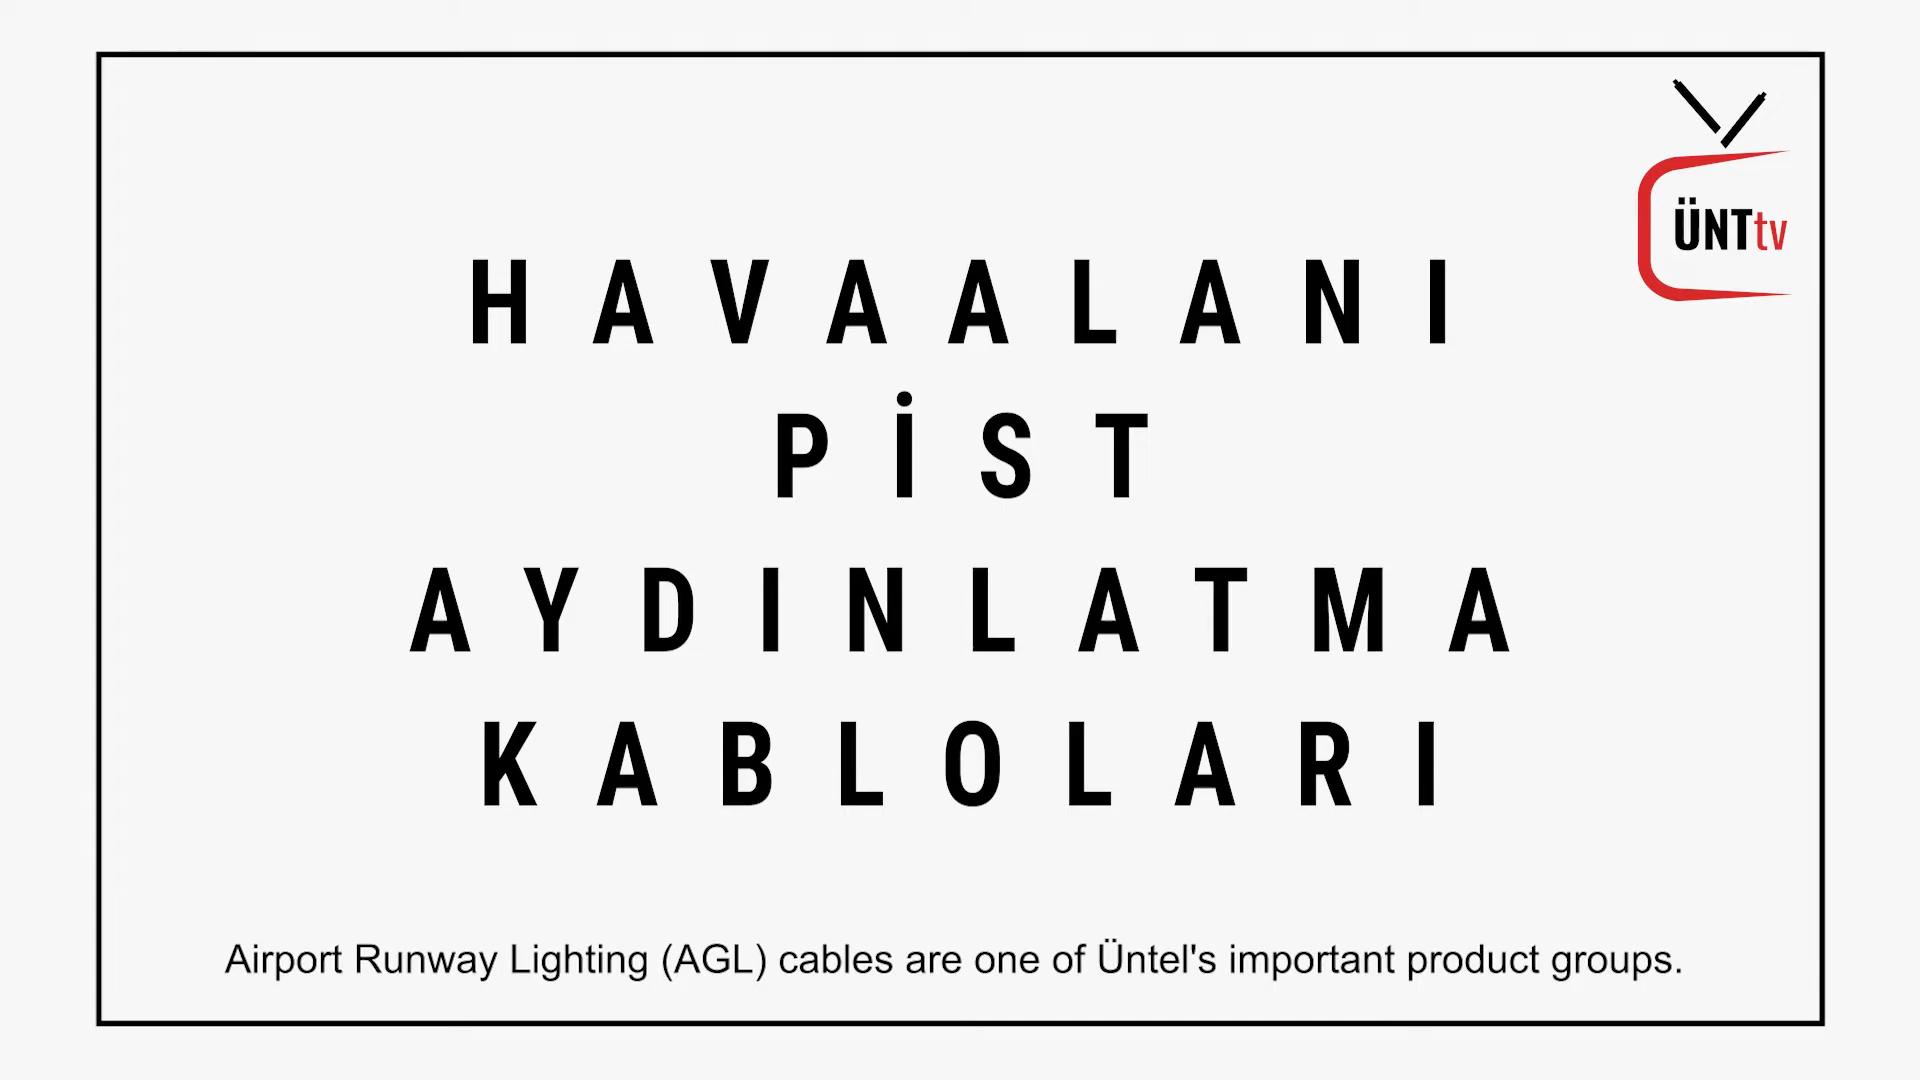 ÜNTtv
HAVAALANI
PİST
AYDINLATMA
KABLOLARI
Airport Runway Lighting (AGL) cables are one of Üntel's important product groups.